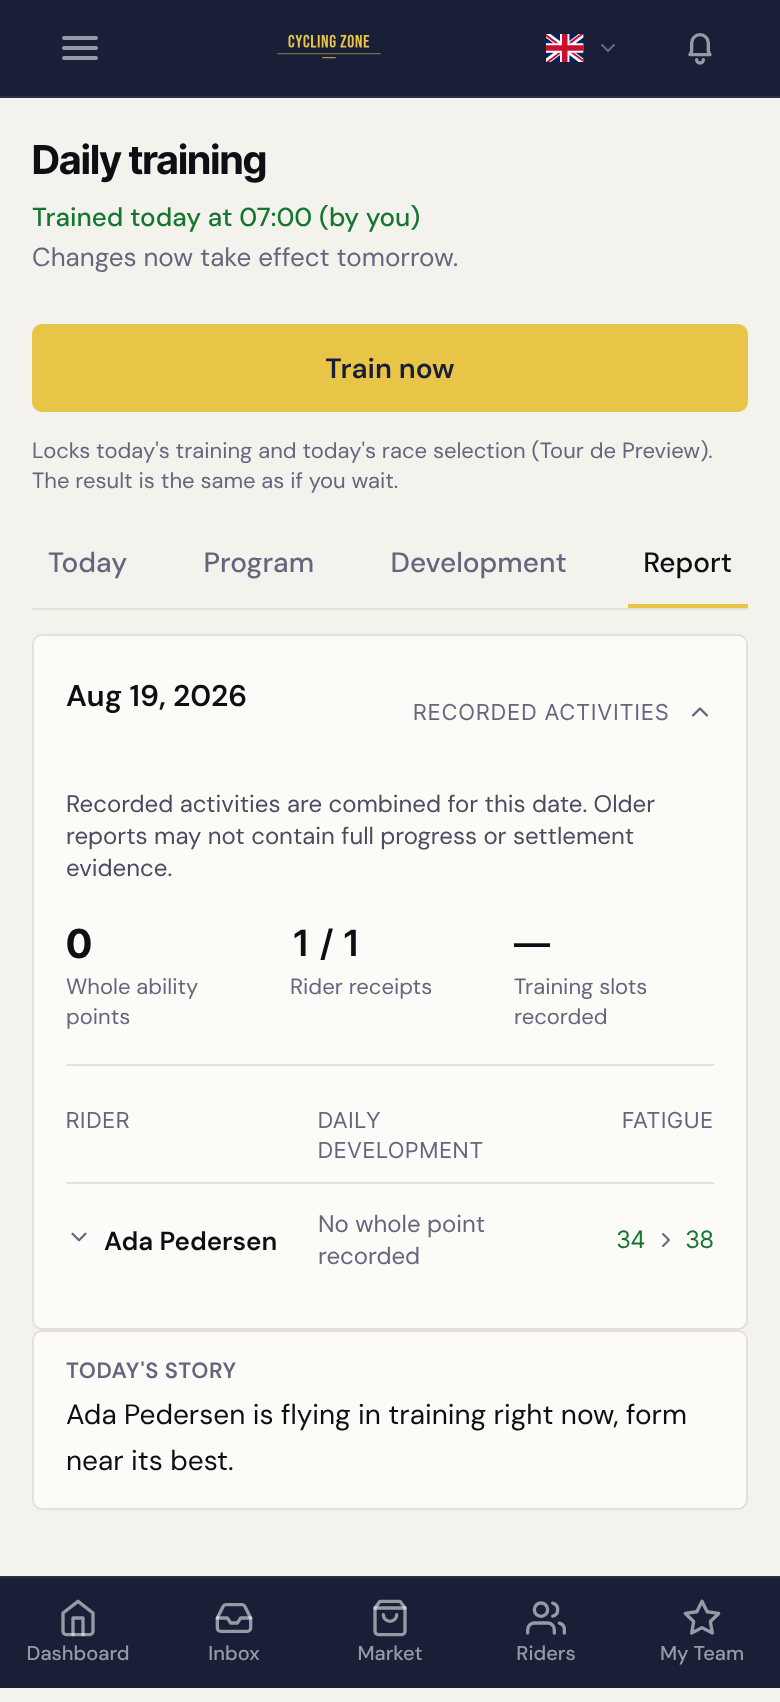 CYCLING ZONE
Daily training
Trained today at 07:00 (by you)
Changes now take effect tomorrow.
Train now
Locks today's training and today's race selection (Tour de Preview).
The result is the same as if you wait.
Today Program Development Report
Aug 19, 2026
RECORDED ACTIVITIES
Recorded activities are combined for this date. Older
reports may not contain full progress or settlement
evidence.
0 1 / 1 —
Whole ability Rider receipts Training slots
points recorded
RIDER DAILY FATIGUE
DEVELOPMENT
Ada Pedersen No whole point 34 > 38
recorded
TODAY'S STORY
Ada Pedersen is flying in training right now, form
near its best.
Dashboard Inbox Market Riders My Team